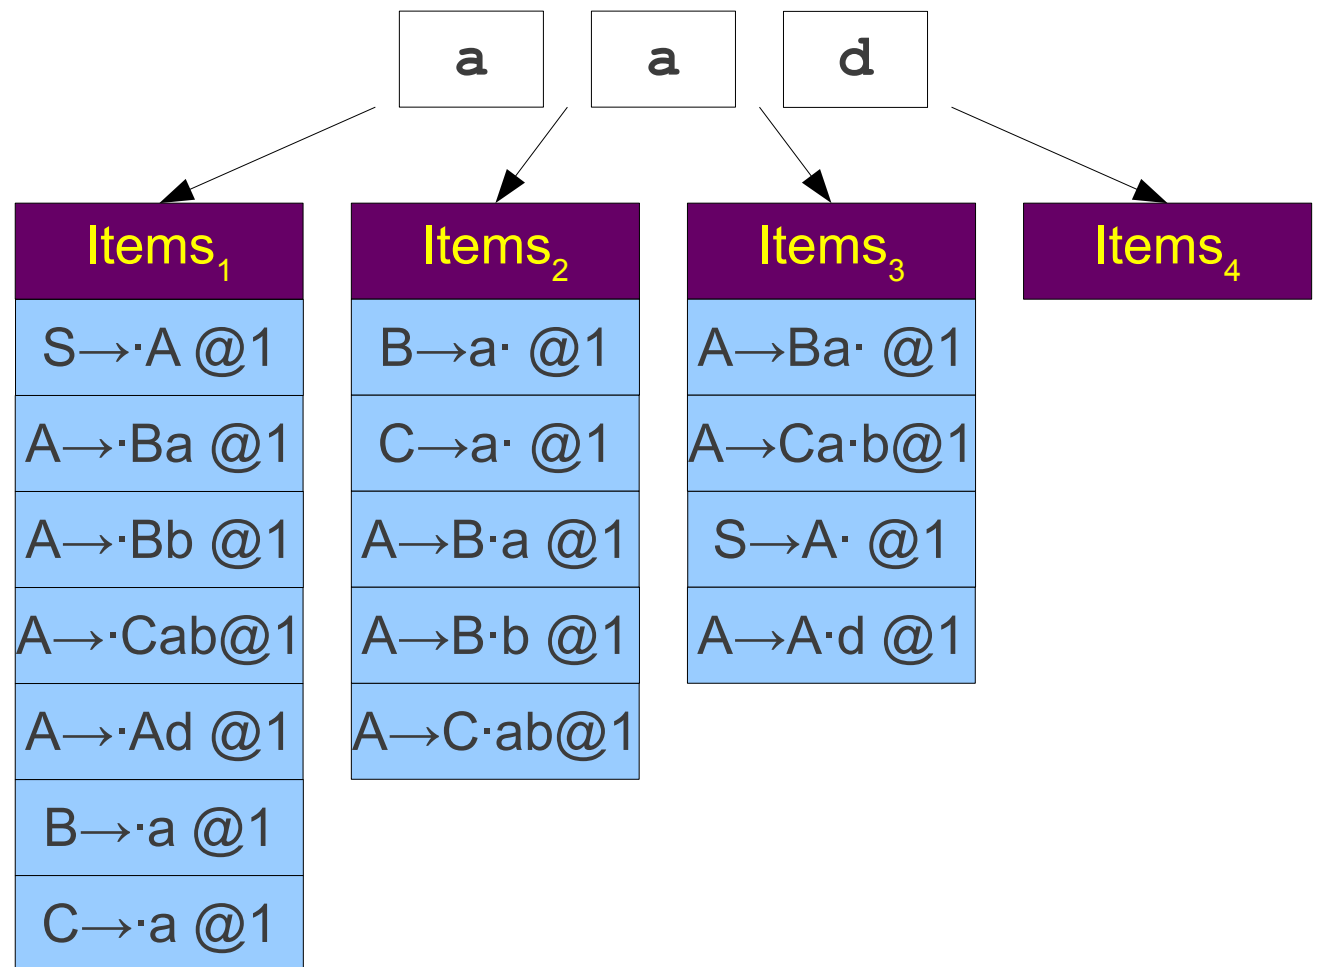 a a d
Items₁ Items₂ Items₃ Items₄
S→·A @1 B→a· @1 A→Ba· @1
A→·Ba @1 C→a· @1 A→Ca·b@1
A→·Bb @1 A→B·a @1 S→A· @1
A→·Cab@1 A→B·b @1 A→A·d @1
A→·Ad @1 A→C·ab@1
B→·a @1
C→·a @1